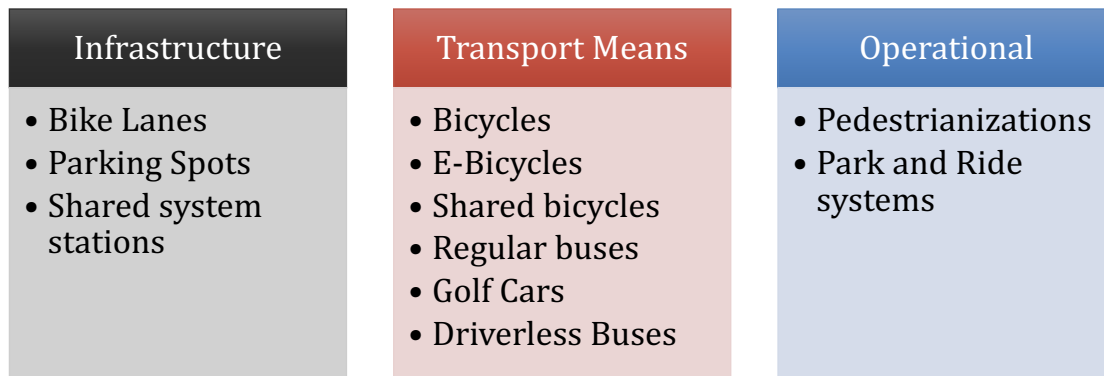 Infrastructure
• Bike Lanes
• Parking Spots
• Shared system
stations
Transport Means
• Bicycles
• E-Bicycles
• Shared bicycles
• Regular buses
• Golf Cars
• Driverless Buses
Operational
• Pedestrianizations
• Park and Ride
systems